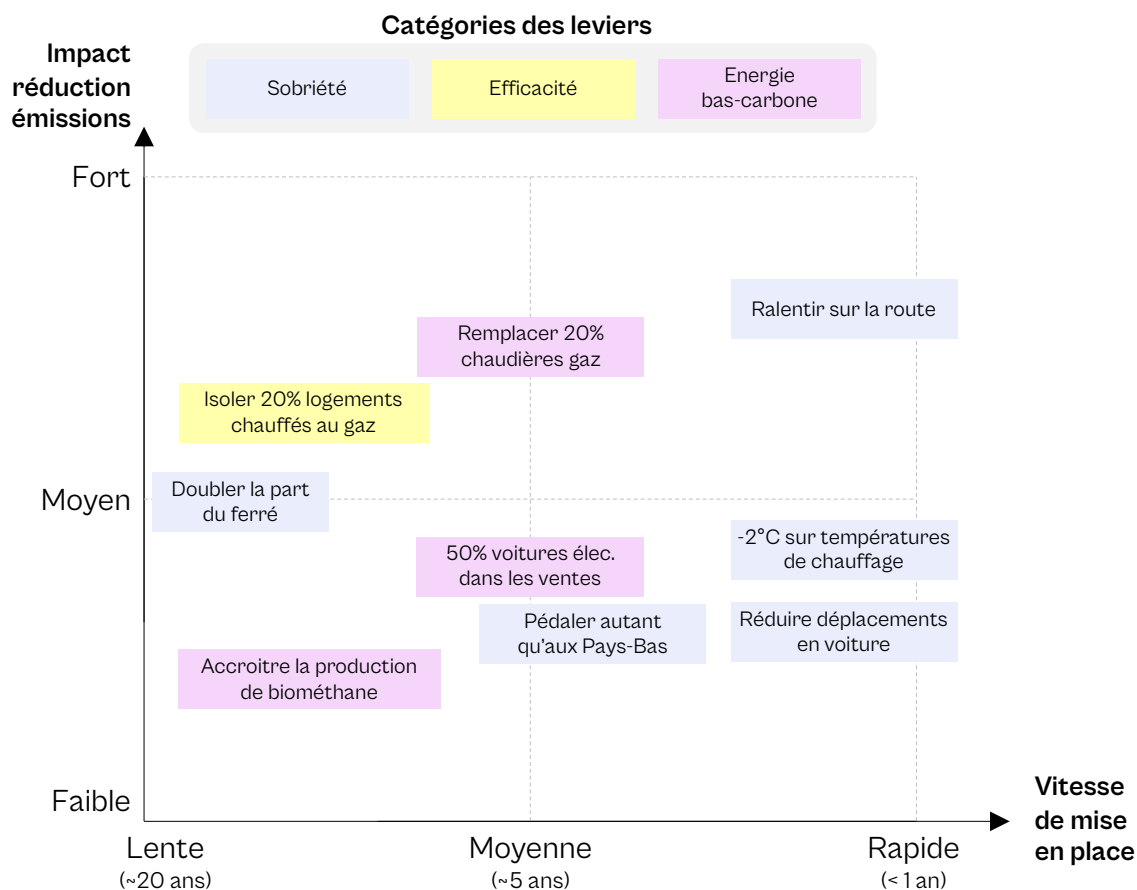 Catégories des leviers
Impact
réduction
émissions
Sobriété
Efficacité
Energie
bas-carbone
Fort
Ralentir sur la route
Remplacer 20%
chaudières gaz
Isoler 20% logements
chauffés au gaz
Moyen
Doubler la part
du ferré
-2°C sur températures
de chauffage
50% voitures élec.
dans les ventes
Pédaler autant
qu'aux Pays-Bas
Réduire déplacements
en voiture
Accroitre la production
de biométhane
Faible
Vitesse
de mise
en place
Lente
(~20 ans)
Moyenne
(~5 ans)
Rapide
(< 1 an)